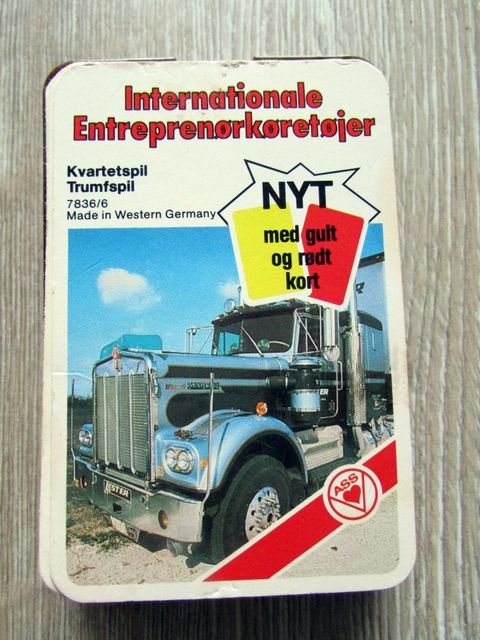 Internationale
Entreprenørkøretøjer
Kvartetspil
Trumfspil
7836/6
Made in Western Germany
NYT
med gult
og rødt
kort
ASS